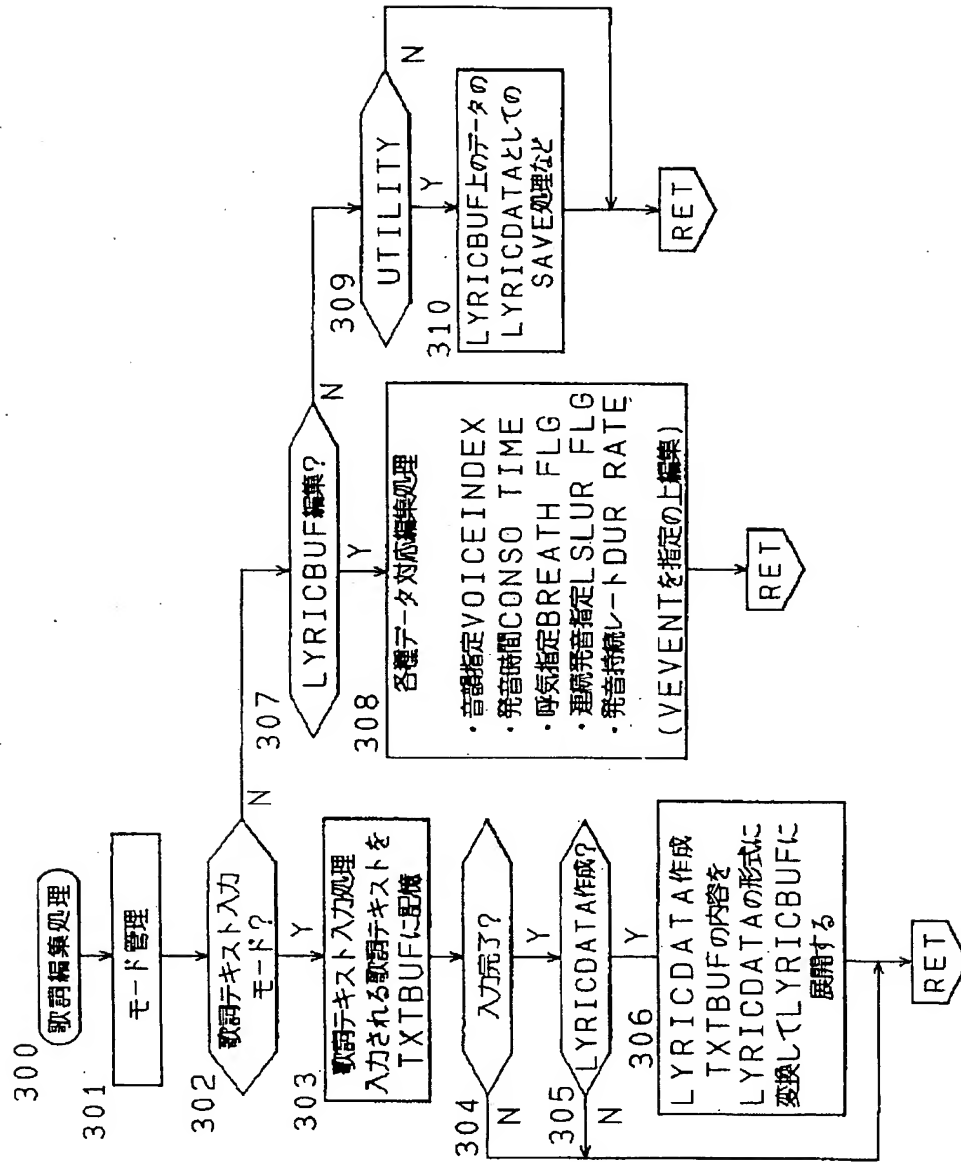 300
歌詞編集処理
301
モード管理
302
歌詞テキスト入力
モード?
N
Y
303
歌詞テキスト入力処理
入力される歌詞テキストを
TXTBUFに記憶
304
入力完了?
N
Y
305
LYRICDATA作成?
Y
306
LYRICDATA作成
TXTBUFの内容を
LYRICDATAの形式に
変換してLYRICBUFに
展開する
RET
307
LYRICBUF編集?
N
Y
308
各種データ対応編集処理
・音韻指定VOICEINDEX
・発音時間CONSO TIME
・呼気指定BREATH FLG
・連続発音指定LSLUR FLG
・発音持続レートDUR RATE
(VEVENTを指定の上編集)
RET
309
UTILITY
N
Y
310
LYRICBUF上のデータの
LYRICDATAとしての
SAVE処理など
RET